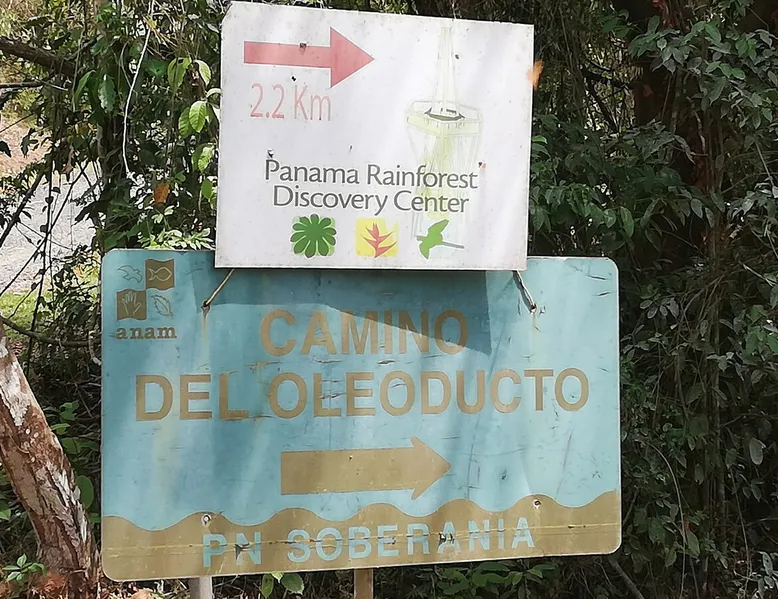 2.2 Km
Panama Rainforest
Discovery Center
anam
CAMINO
DEL OLEODUCTO
PN SOBERANIA